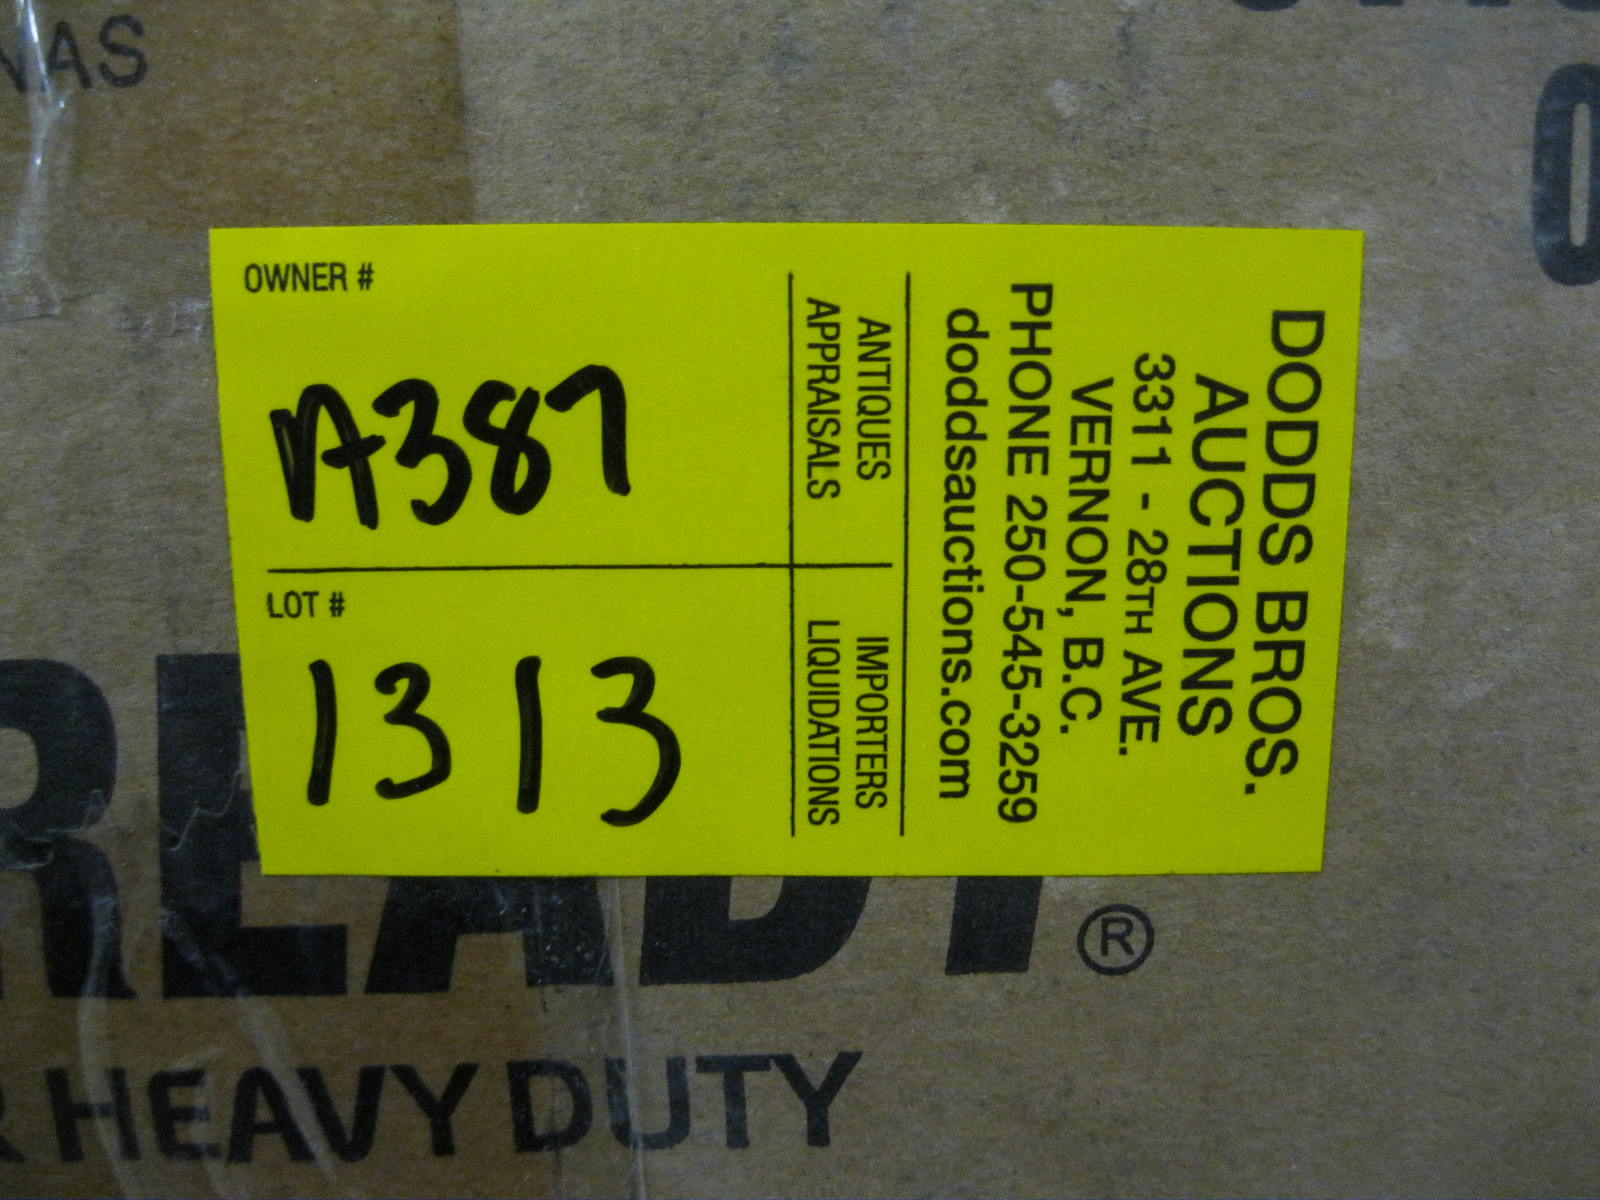 OWNER #
A387
LOT #
1313
ANTIQUES
APPRAISALS
IMPORTERS
LIQUIDATIONS
DODDS BROS.
AUCTIONS
3311 - 28TH AVE.
VERNON, B.C.
PHONE 250-545-3259
doddsauctions.com
READY®
HEAVY DUTY